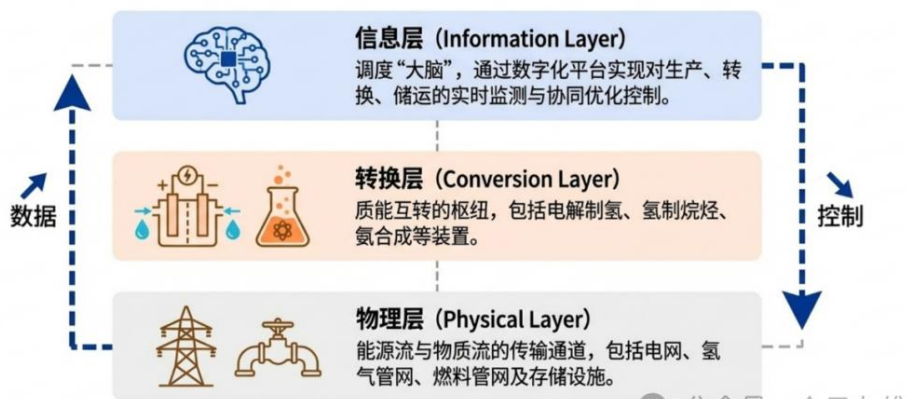 信息层（Information Layer）
调度“大脑”，通过数字化平台实现对生产、转
换、储运的实时监测与协同优化控制。
数据
转换层（Conversion Layer）
质能互转的枢纽，包括电解制氢、氢制烷烃、
氨合成等装置。
控制
物理层（Physical Layer）
能源流与物质流的传输通道，包括电网、氢
气管网、燃料管网及存储设施。